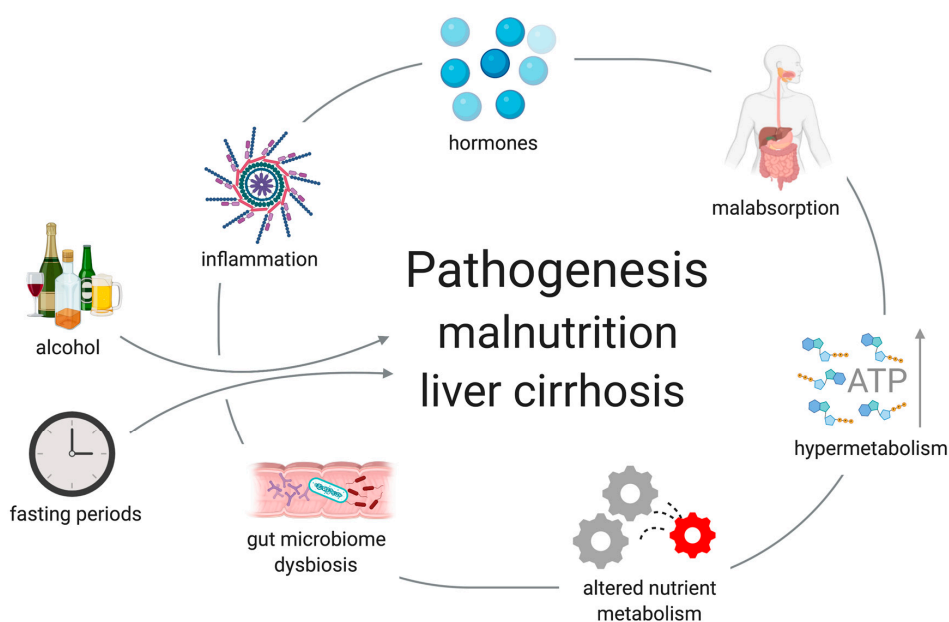 hormones
malabsorption
inflammation
Pathogenesis
malnutrition
liver cirrhosis
alcohol
ATP
hypermetabolism
fasting periods
gut microbiome
dysbiosis
altered nutrient
metabolism